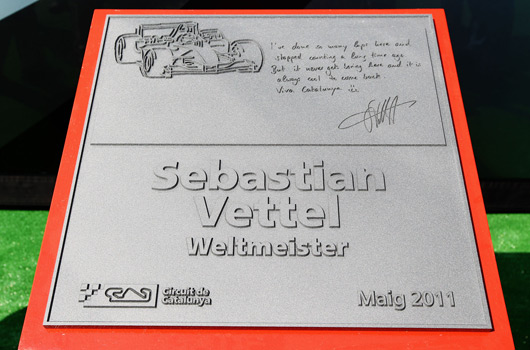 I've done so many laps here and
stopped counting a long time ago.
But it never get boring here and it is
always cool to come back.
Viva Catalunya
Sebastian
Vettel
Weltmeister
Circuit de
Catalunya
Maig 2011